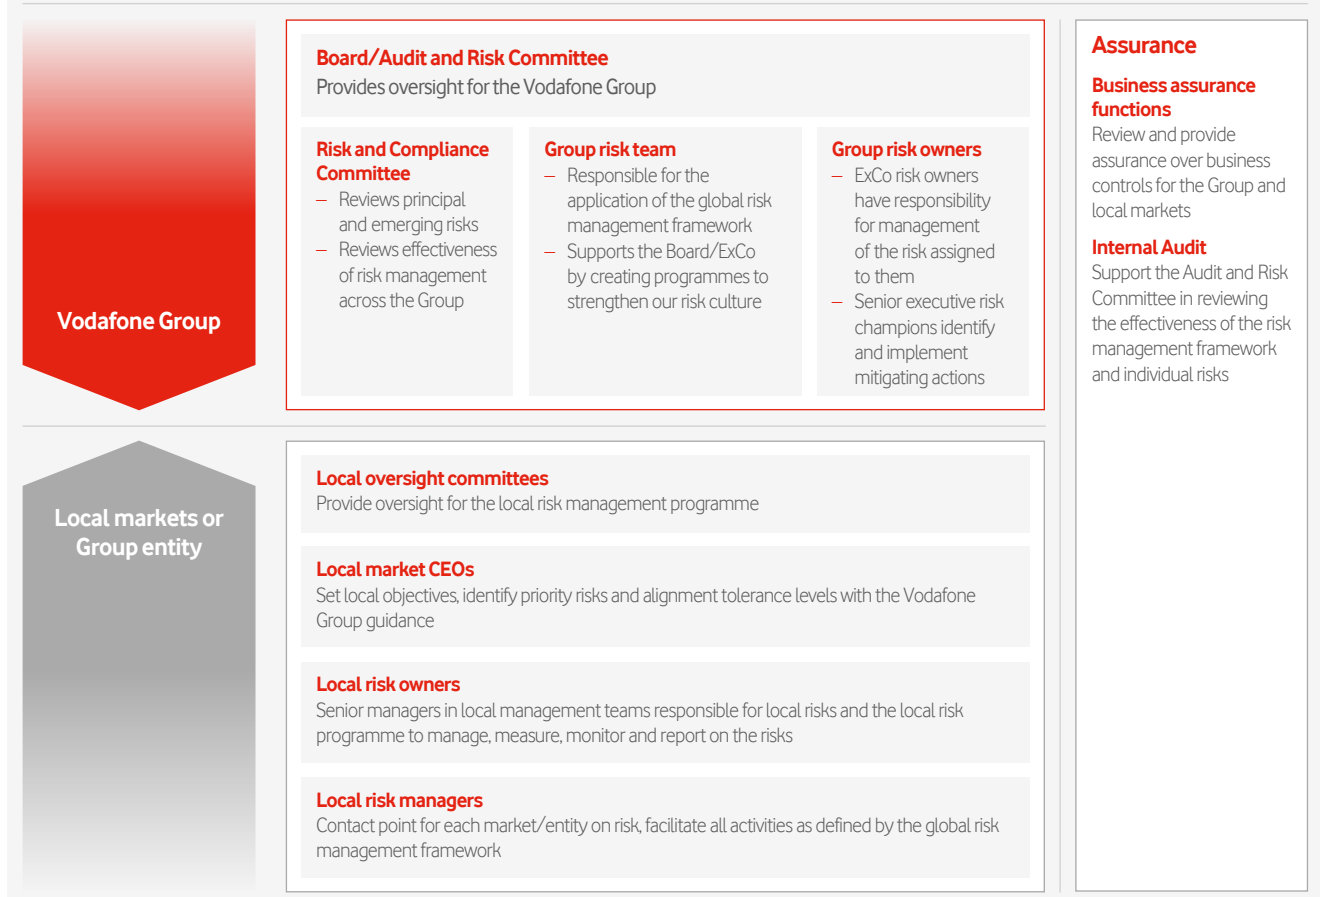 Vodafone Group
Board/Audit and Risk Committee
Provides oversight for the Vodafone Group
Risk and Compliance
Committee
– Reviews principal
and emerging risks
– Reviews effectiveness
of risk management
across the Group
Group risk team
– Responsible for the
application of the global risk
management framework
– Supports the Board/ExCo
by creating programmes to
strengthen our risk culture
Group risk owners
– ExCo risk owners
have responsibility
for management
of the risk assigned
to them
– Senior executive risk
champions identify
and implement
mitigating actions
Local markets or
Group entity
Local oversight committees
Provide oversight for the local risk management programme
Local market CEOs
Set local objectives, identify priority risks and alignment tolerance levels with the Vodafone
Group guidance
Local risk owners
Senior managers in local management teams responsible for local risks and the local risk
programme to manage, measure, monitor and report on the risks
Local risk managers
Contact point for each market/entity on risk, facilitate all activities as defined by the global risk
management framework
Assurance
Business assurance
functions
Review and provide
assurance over business
controls for the Group and
local markets
Internal Audit
Support the Audit and Risk
Committee in reviewing
the effectiveness of the risk
management framework
and individual risks